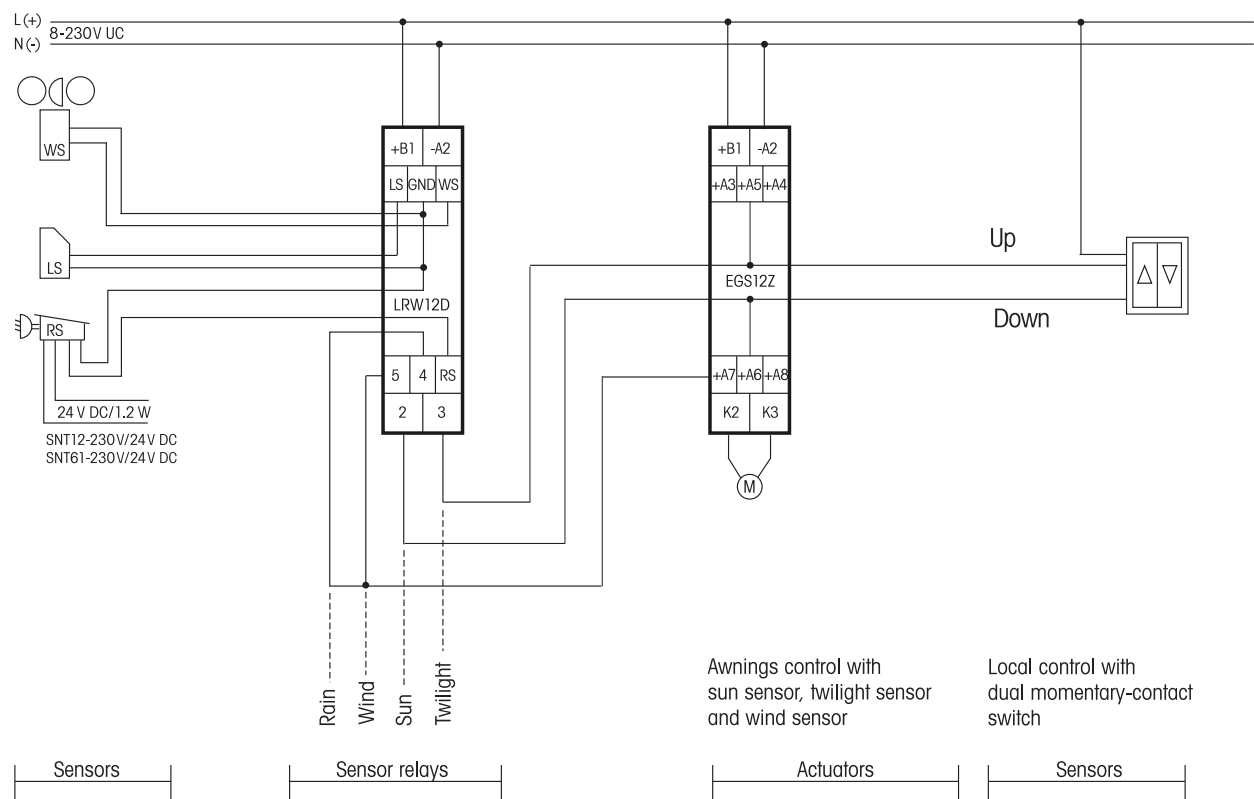 L(+)
8-230V UC
N(-)
WS
LS
RS
24 V DC/1.2 W
SNT12-230V/24V DC
SNT61-230V/24V DC
+B1 -A2
LS GND WS
LRW12D
5 4 RS
2 3
+B1 -A2
+A3 +A5 +A4
EGS12Z
+A7 +A6 +A8
K2 K3
M
Up
Down
Rain
Wind
Sun
Twilight
Awnings control with
sun sensor, twilight sensor
and wind sensor
Local control with
dual momentary-contact
switch
Sensors
Sensor relays
Actuators
Sensors